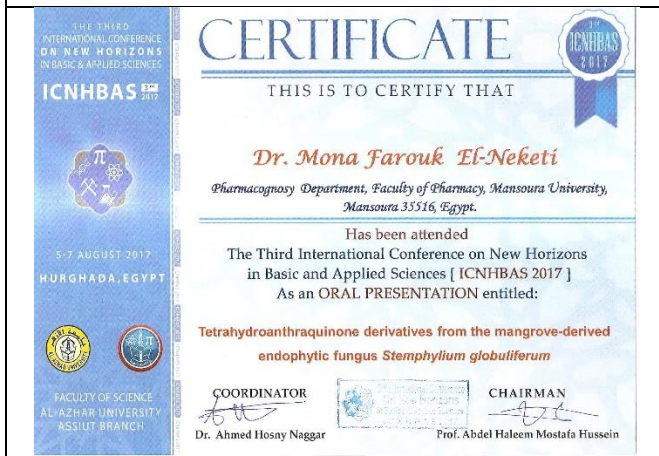 THE THIRD
INTERNATIONAL CONFERENCE
ON NEW HORIZONS
IN BASIC & APPLIED SCIENCES
ICNHBAS 3RD 2017
5-7 AUGUST 2017
HURGHADA, EGYPT
FACULTY OF SCIENCE
AL-AZHAR UNIVERSITY
ASSIUT BRANCH
CERTIFICATE
ICNHBAS
2017
THIS IS TO CERTIFY THAT
Dr. Mona Farouk El-Neketi
Pharmacognosy Department, Faculty of Pharmacy, Mansoura University,
Mansoura 35516, Egypt.
Has been attended
The Third International Conference on New Horizons
in Basic and Applied Sciences [ ICNHBAS 2017 ]
As an ORAL PRESENTATION entitled:
Tetrahydroanthraquinone derivatives from the mangrove-derived
endophytic fungus Stemphylium globuliferum
COORDINATOR
Dr. Ahmed Hosny Naggar
CHAIRMAN
Prof. Abdel Haleem Mostafa Hussein